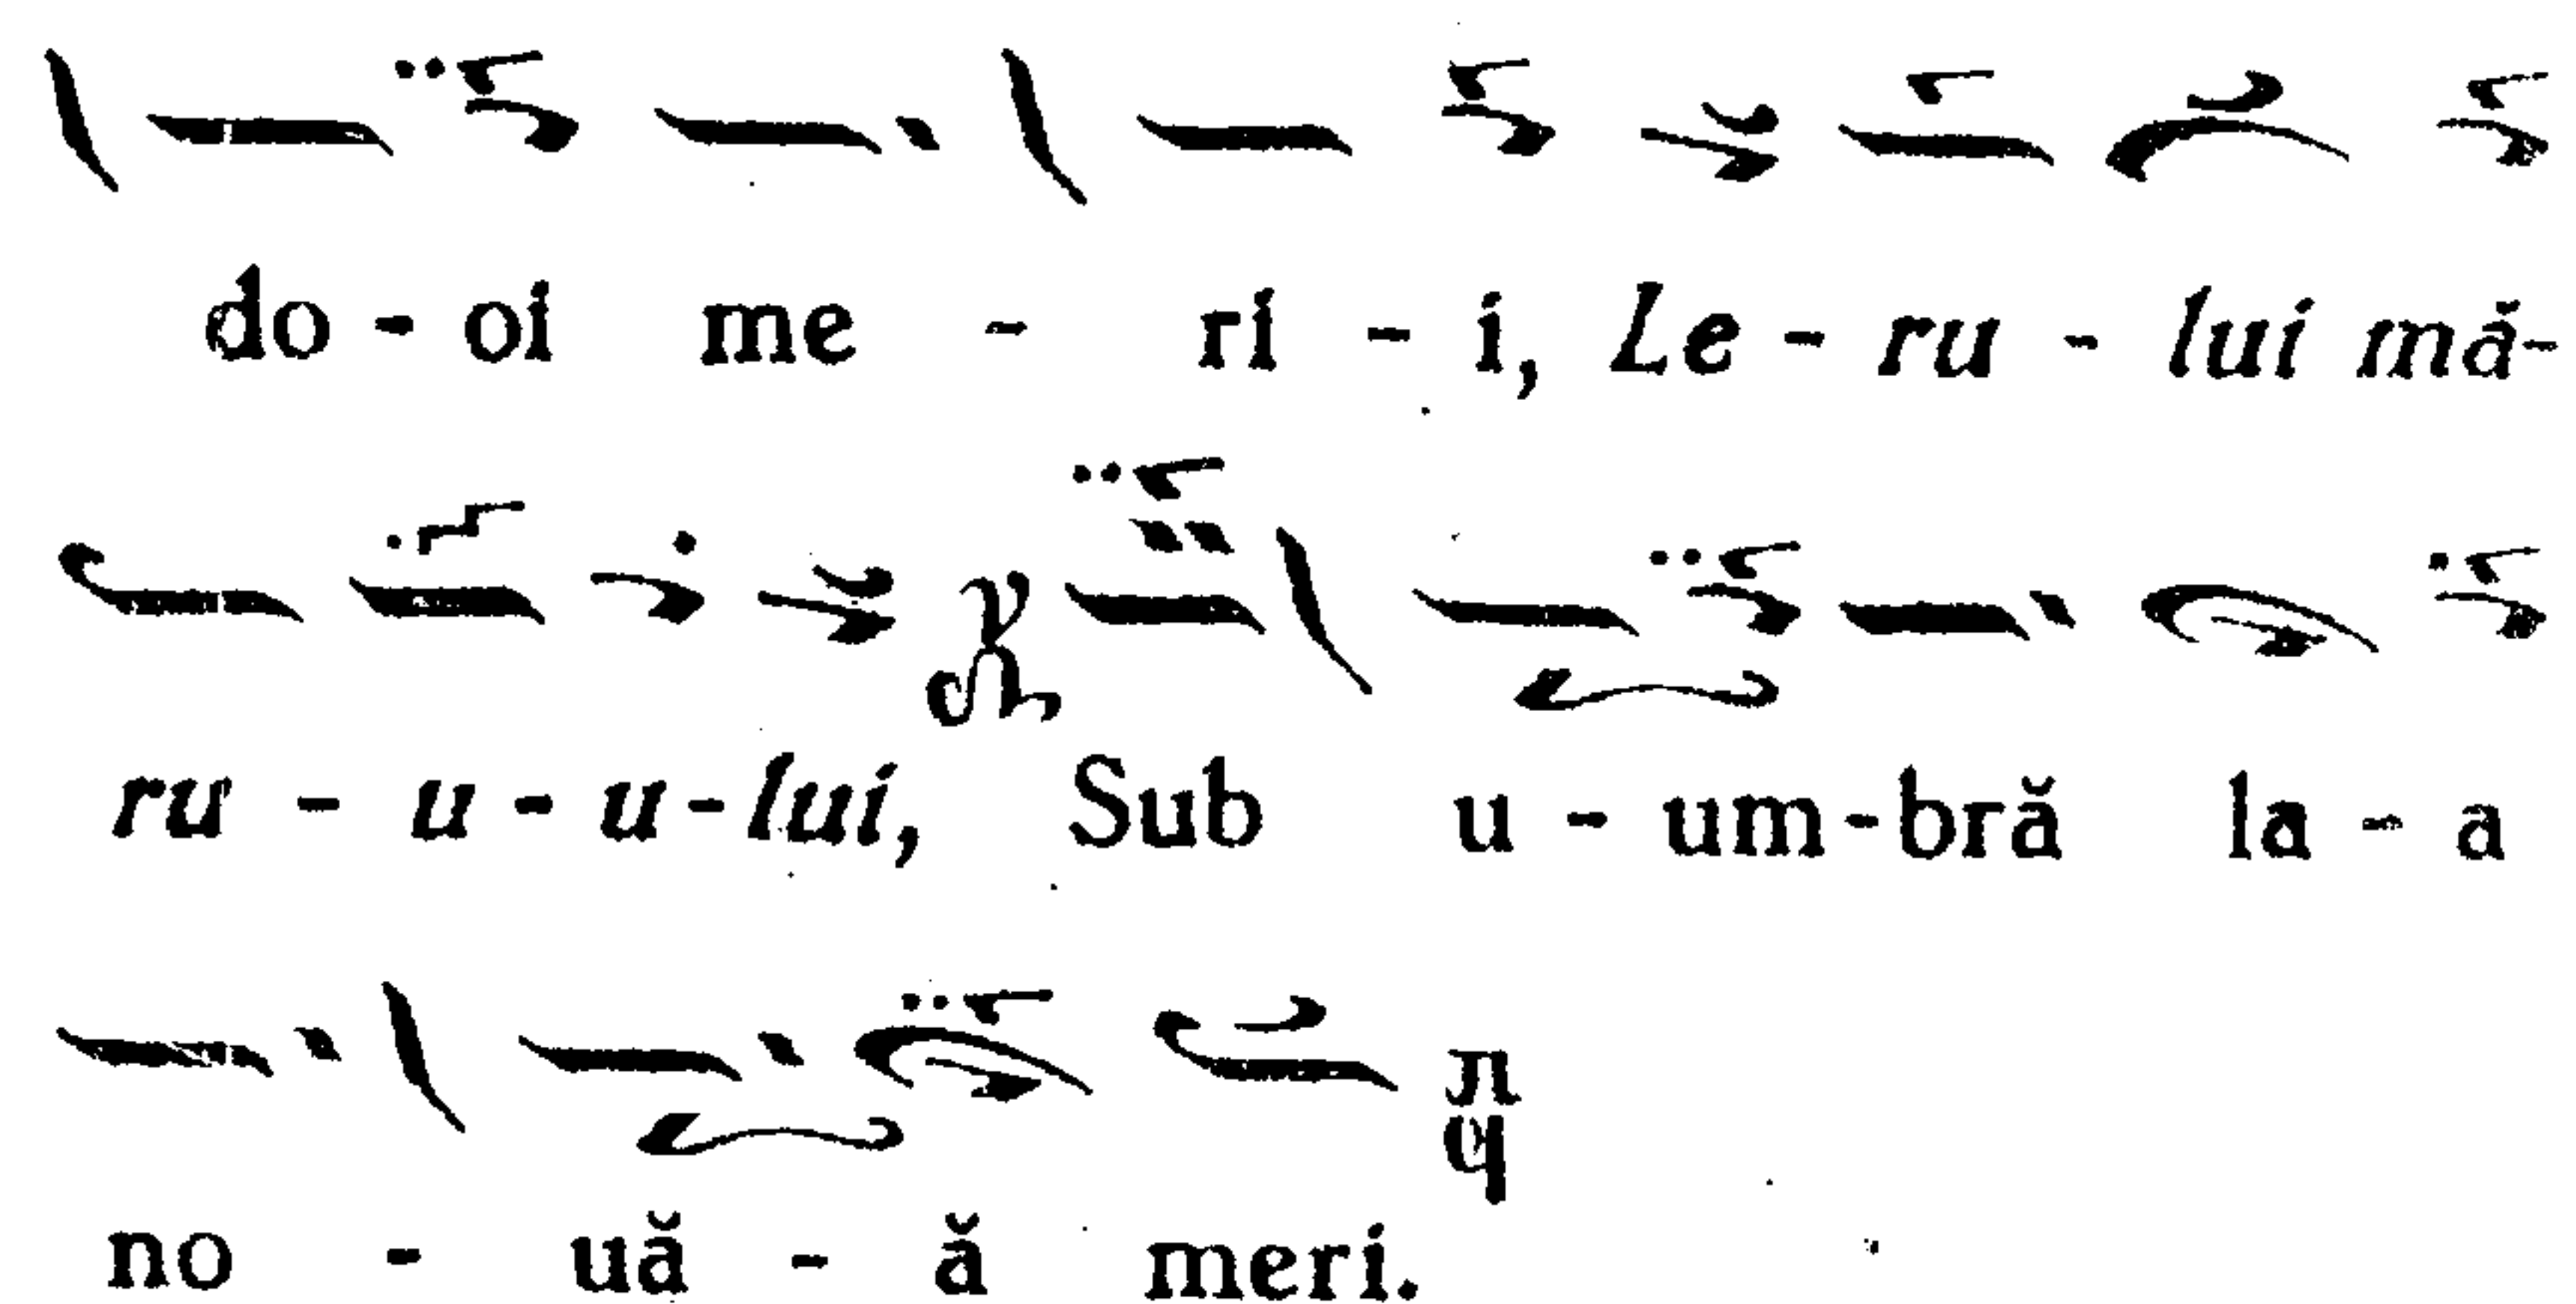 do - oi me - ri - i, Le - ru - lui mă-
ru - u - u - lui, Sub u - um - bră la - a
no - uă - ă meri.